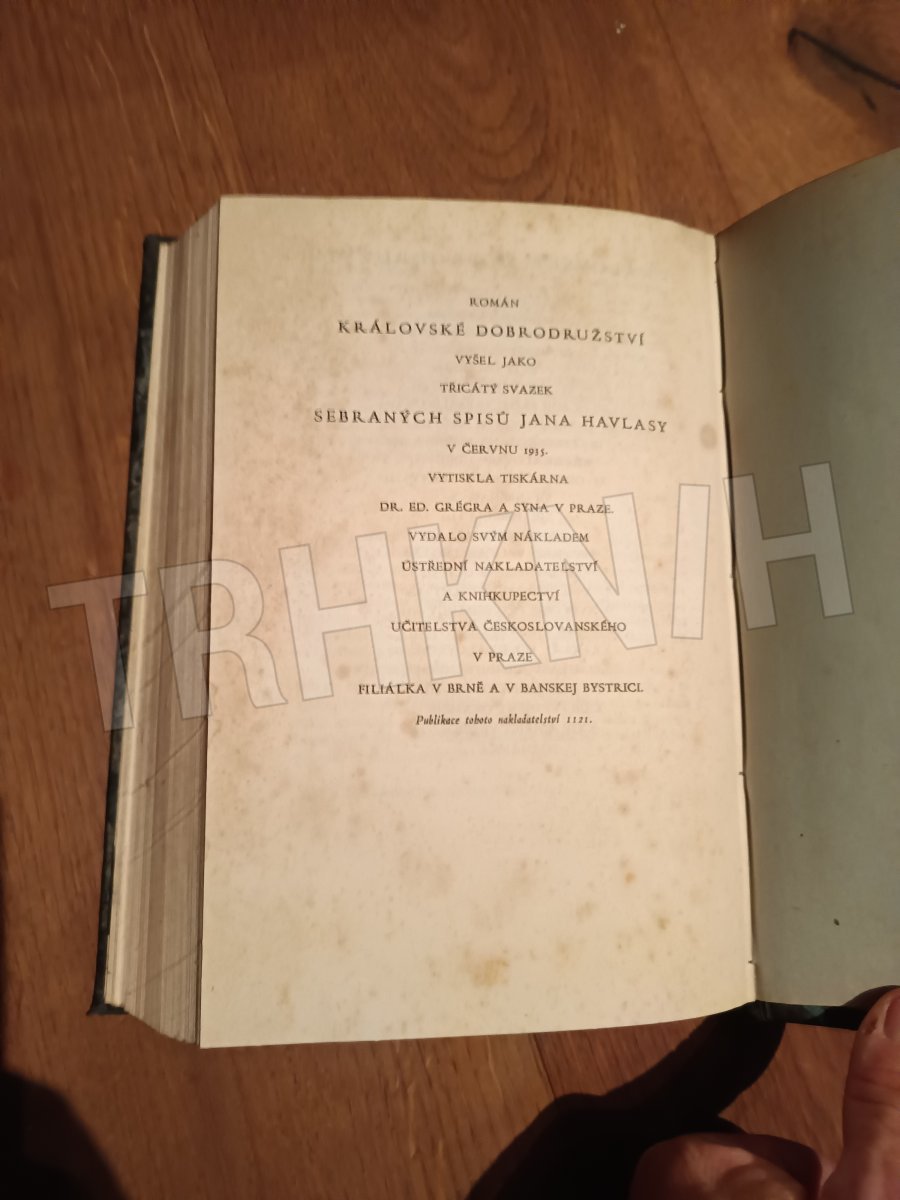 ROMÁN
KRÁLOVSKÉ DOBRODRUŽSTVÍ
VYŠEL JAKO
TŘICÁTÝ SVAZEK
SEBRANÝCH SPISŮ JANA HAVLASY
V ČERVNU 1935.
VYTISKLA TISKÁRNA
DR. ED. GRÉGRA A SYNA V PRAZE.
VYDALO SVÝM NÁKLADEM
ÚSTŘEDNÍ NAKLADATELSTVÍ
A KNIHKUPECTVÍ
UČITELSTVA ČESKOSLOVANSKÉHO
V PRAZE
FILIÁLKA V BRNĚ A V BANSKEJ BYSTRICI.
Publikace tohoto nakladatelství 1121.
TRHKNIH